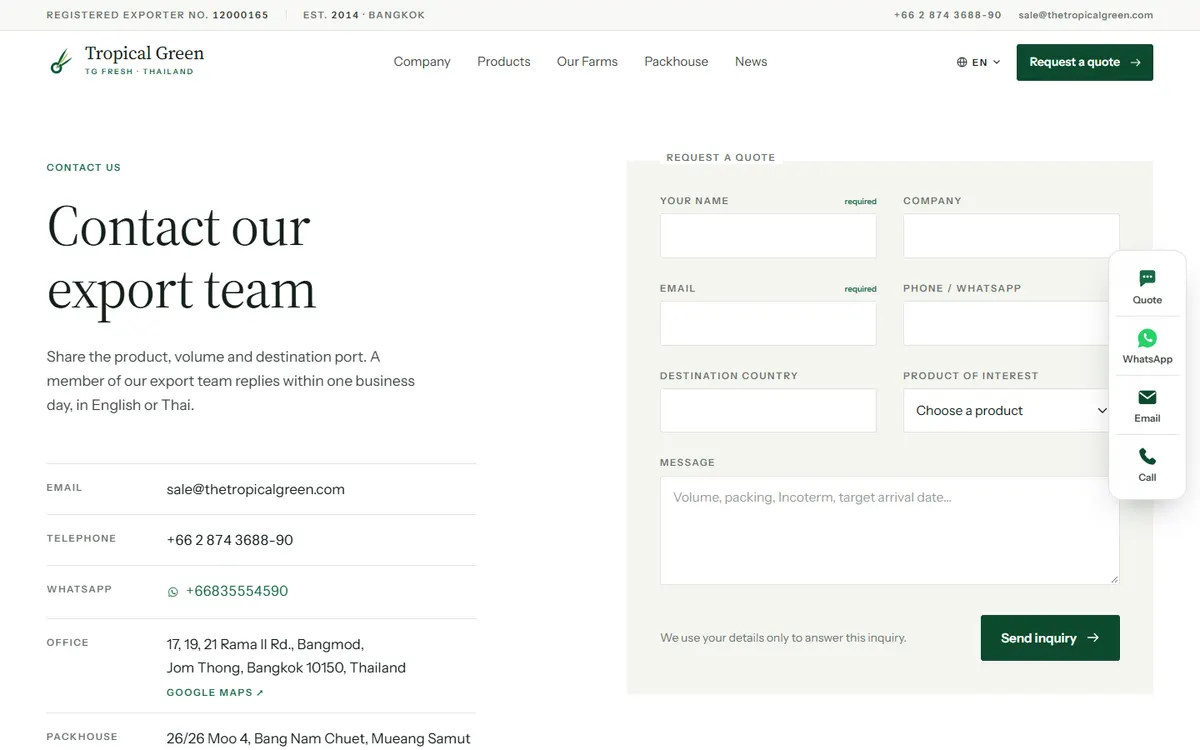 REGISTERED EXPORTER NO. 12000165
EST. 2014 · BANGKOK
+66 2 874 3688-90
sale@thetropicalgreen.com
Tropical Green
TG FRESH · THAILAND
Company
Products
Our Farms
Packhouse
News
EN
Request a quote →
CONTACT US
Contact our
export team
Share the product, volume and destination port. A
member of our export team replies within one business
day, in English or Thai.
EMAIL
sale@thetropicalgreen.com
TELEPHONE
+66 2 874 3688-90
WHATSAPP
+66835554590
OFFICE
17, 19, 21 Rama II Rd., Bangmod,
Jom Thong, Bangkok 10150, Thailand
GOOGLE MAPS ↗
PACKHOUSE
26/26 Moo 4, Bang Nam Chuet, Mueang Samut
REQUEST A QUOTE
YOUR NAME
required
COMPANY
EMAIL
required
PHONE / WHATSAPP
DESTINATION COUNTRY
PRODUCT OF INTEREST
Choose a product
MESSAGE
Volume, packing, Incoterm, target arrival date...
We use your details only to answer this inquiry.
Send inquiry →
Quote
WhatsApp
Email
Call